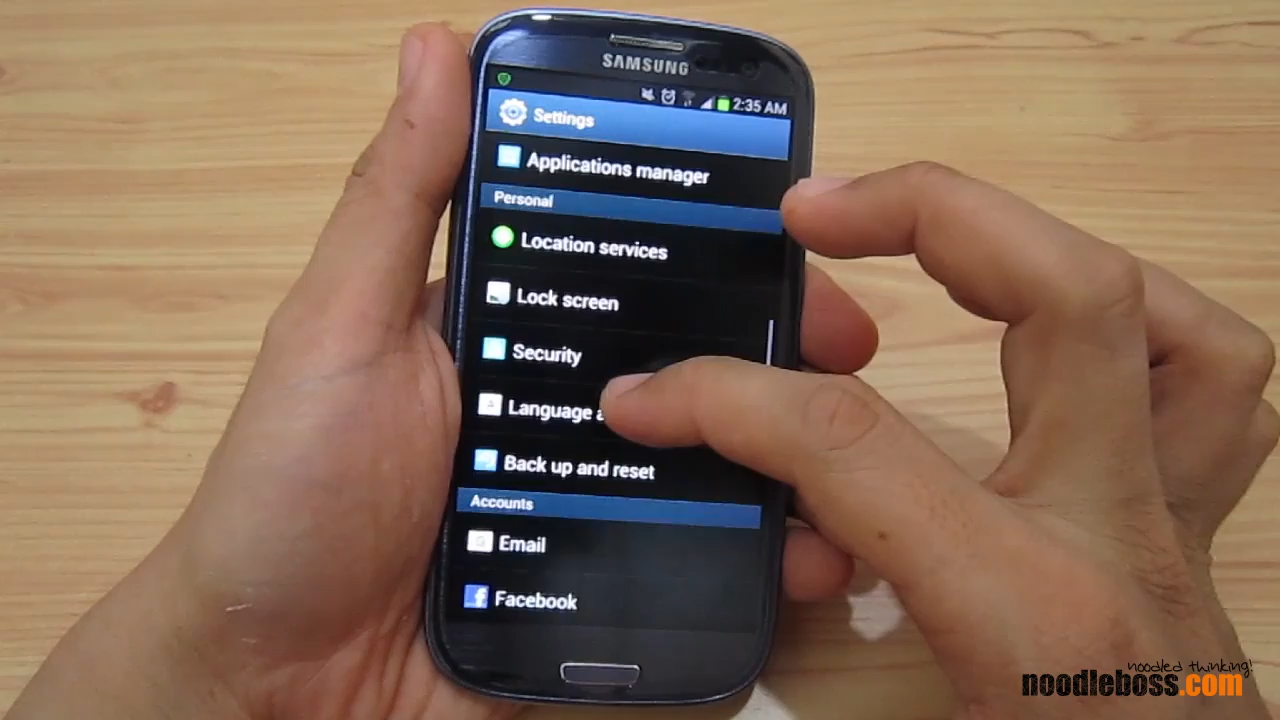 SAMSUNG
2:35 AM
Settings
Applications manager
Personal
Location services
Lock screen
Security
Language a
Back up and reset
Accounts
Email
Facebook
noodled thinking!
noodleboss.com